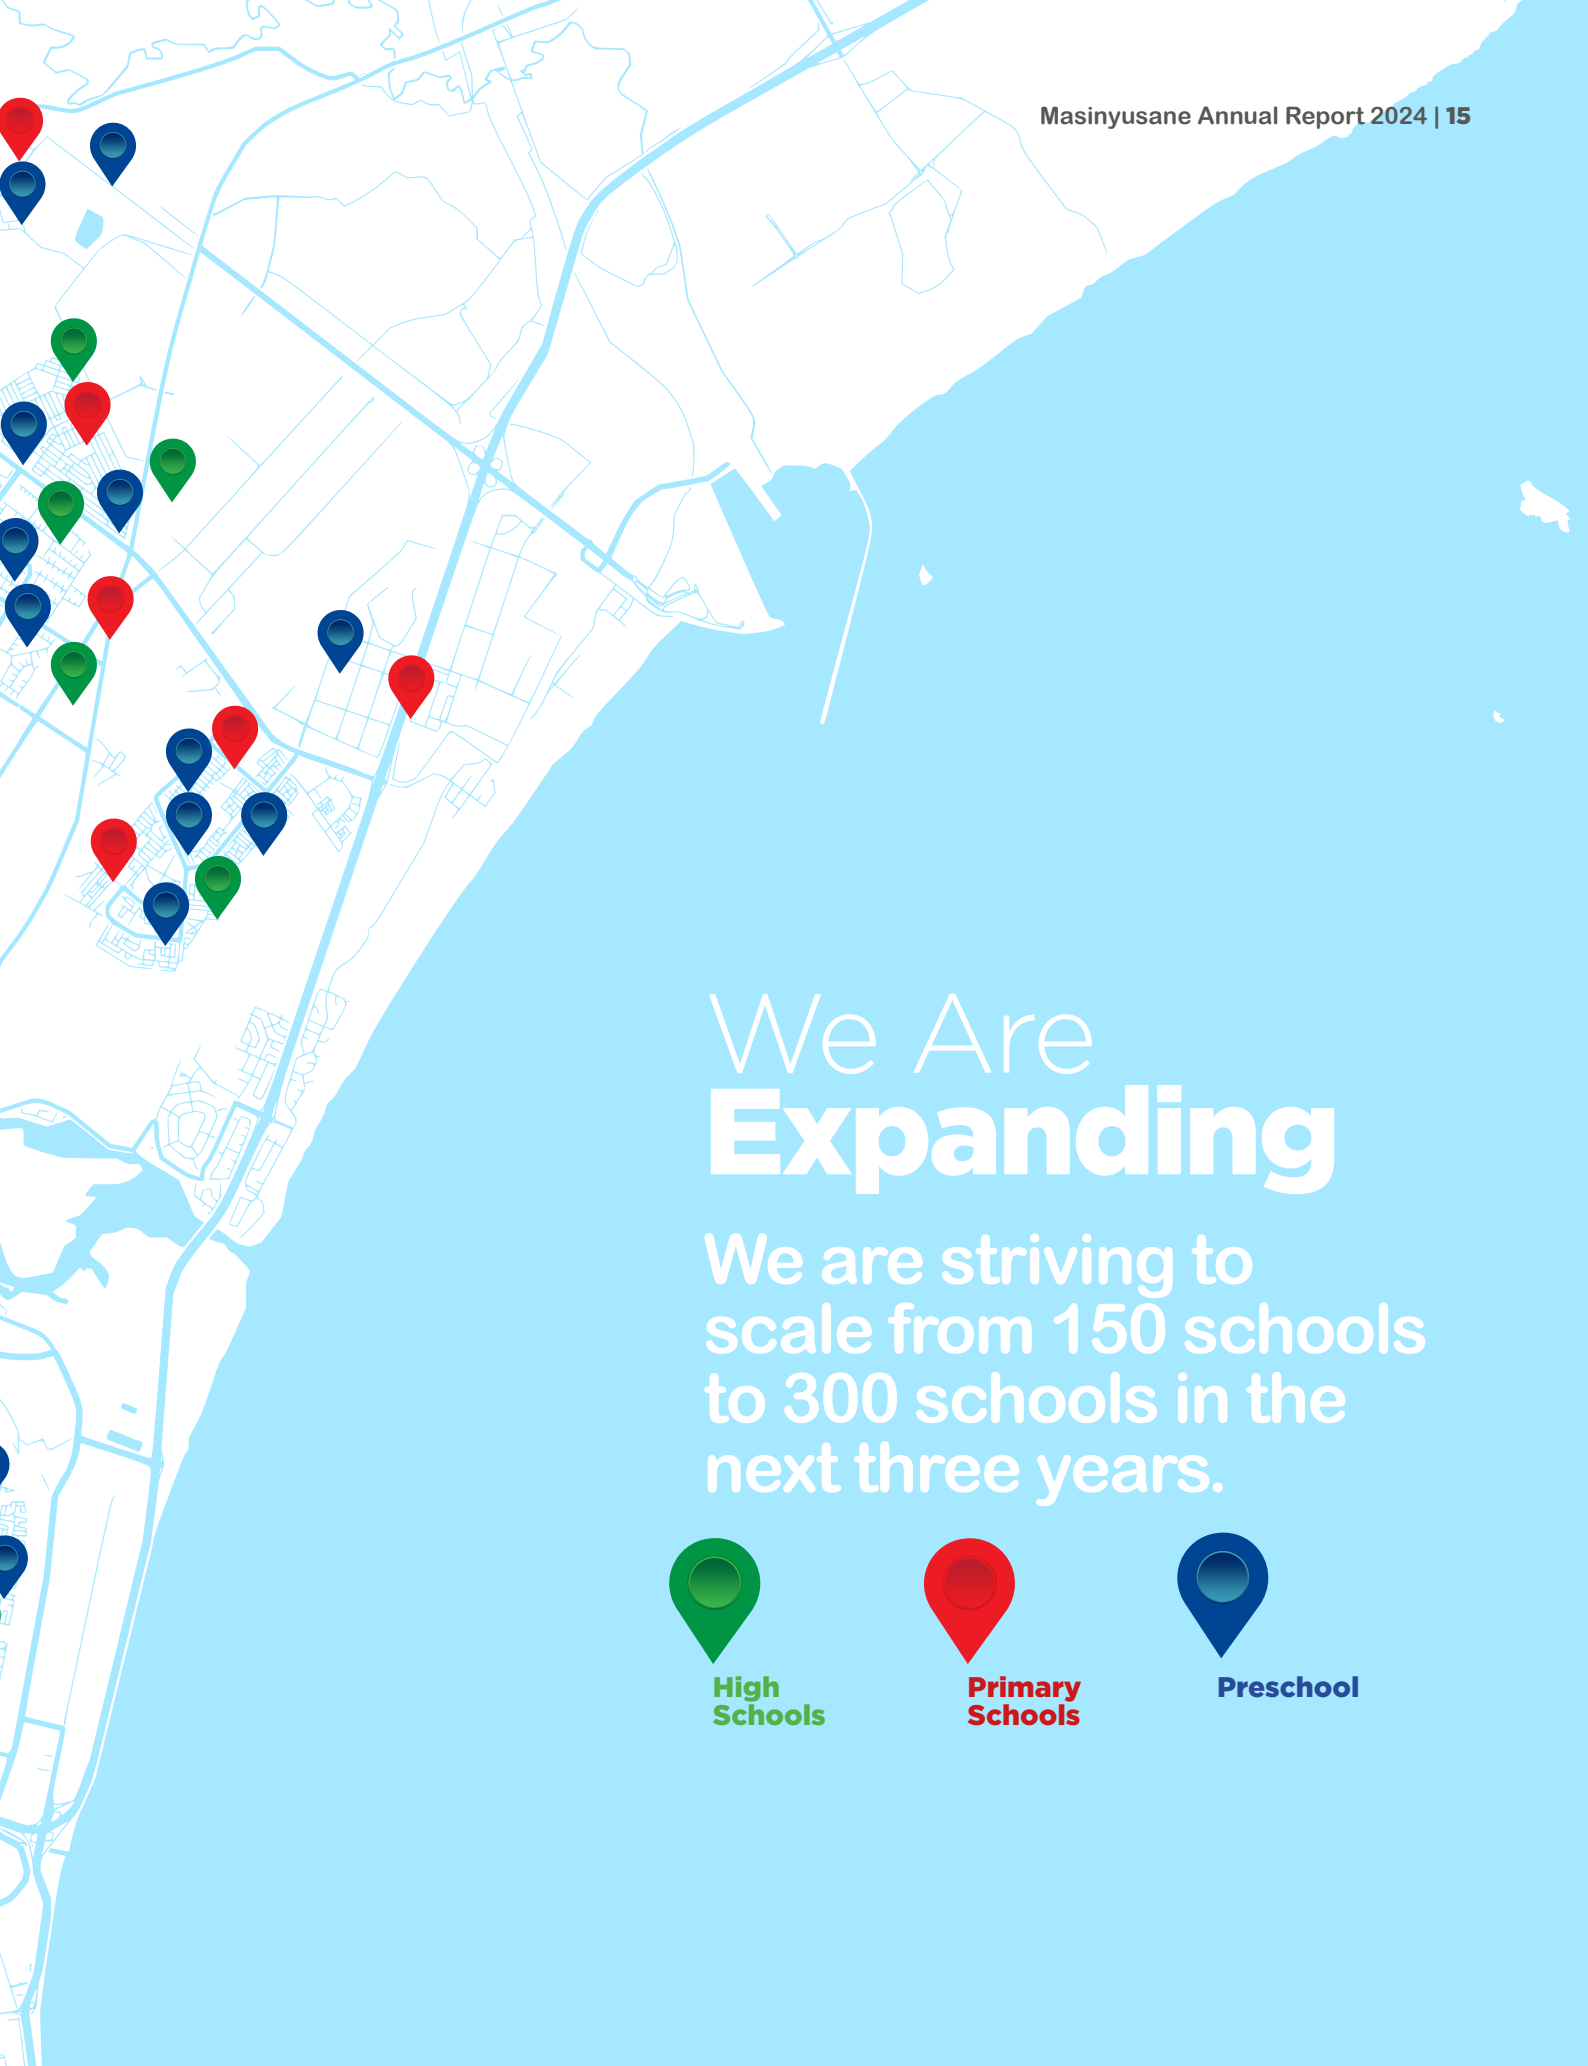 Masinyusane Annual Report 2024 | 15
We Are
Expanding
We are striving to
scale from 150 schools
to 300 schools in the
next three years.
High
Schools
Primary
Schools
Preschool